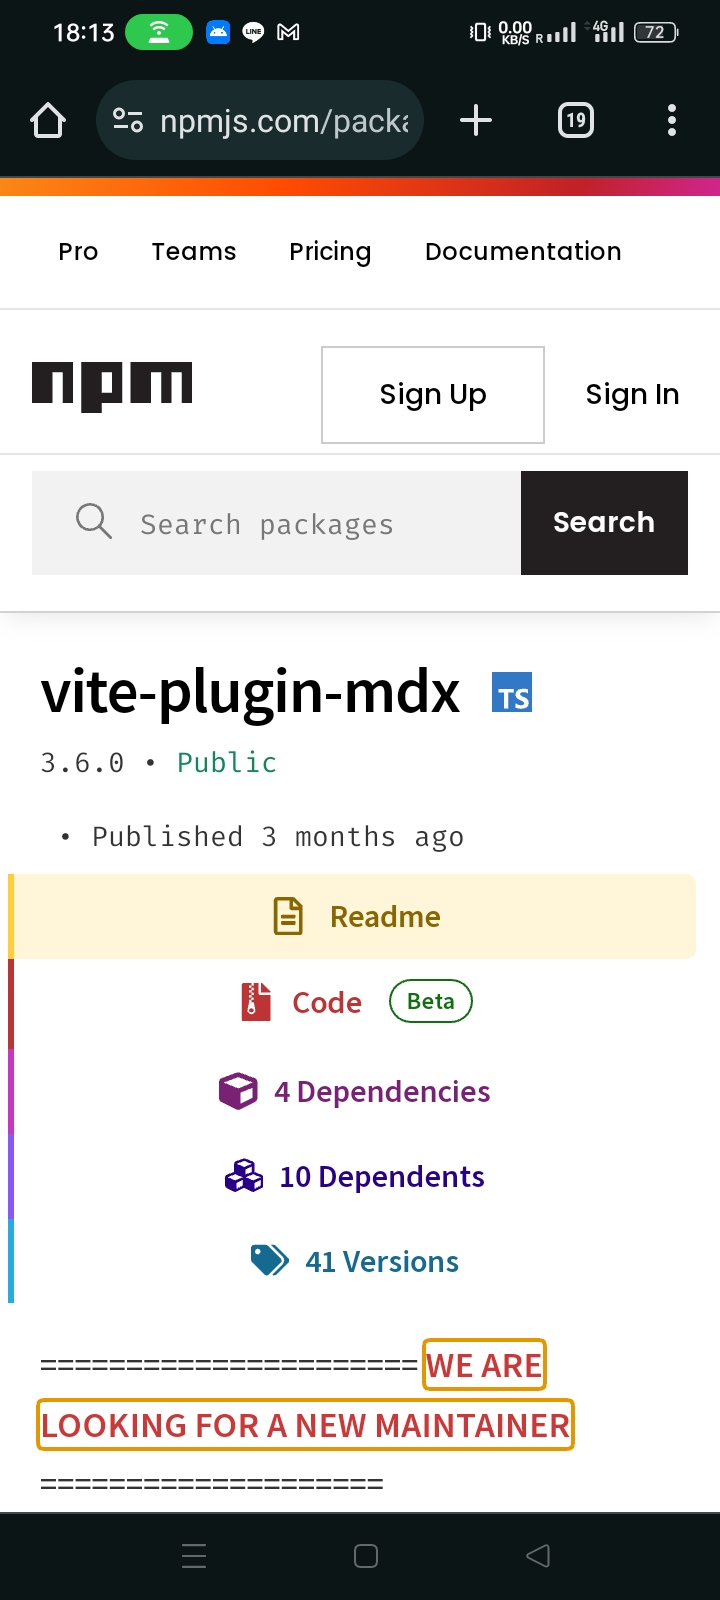 18:13 LINE 0.00 KB/S R 4G 72
npmjs.com/packa 19
Pro Teams Pricing Documentation
npm Sign Up Sign In
Search packages Search
vite-plugin-mdx TS
3.6.0 • Public
• Published 3 months ago
Readme
Code Beta
4 Dependencies
10 Dependents
41 Versions
====================== WE ARE
LOOKING FOR A NEW MAINTAINER
====================